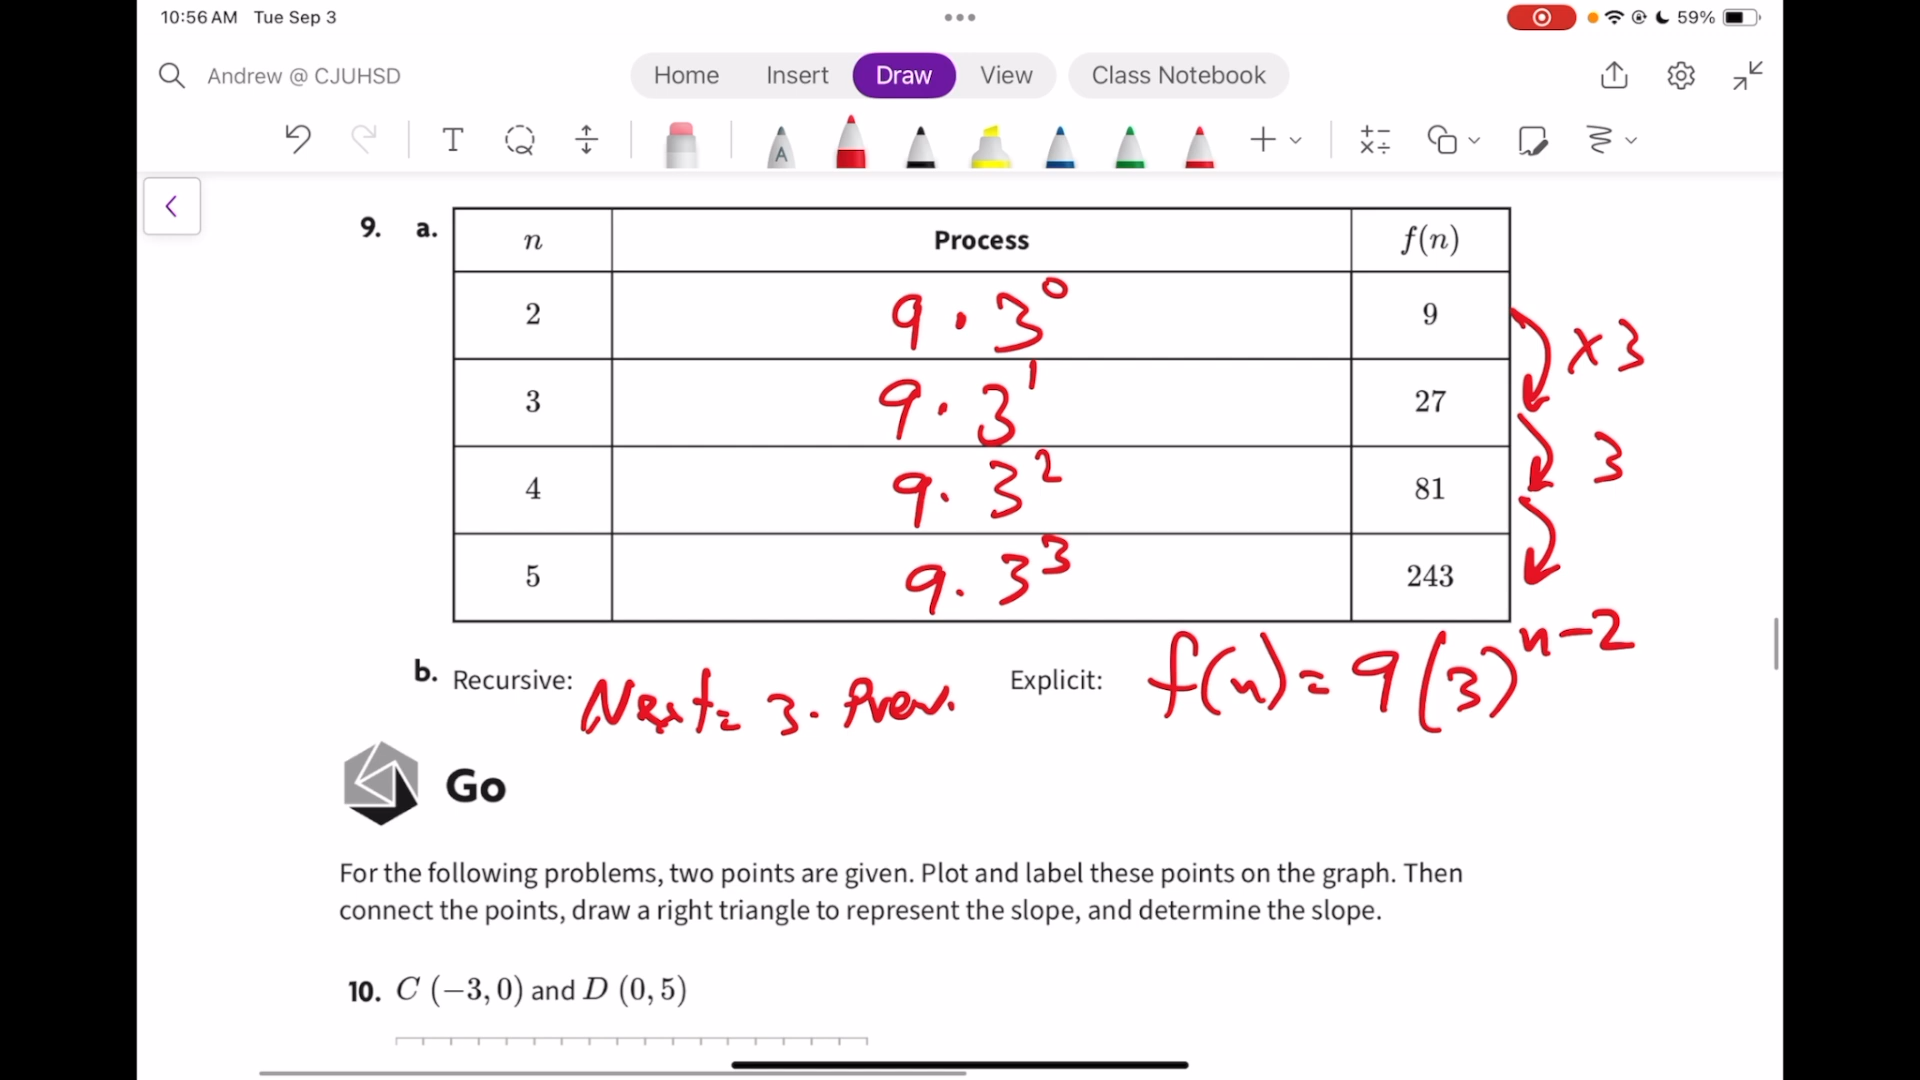 10:56 AM Tue Sep 3
59%
Andrew @ CJUHSD
Home Insert Draw View Class Notebook
T A
9. a. n Process f(n)
2 9 · 3⁰ 9
× 3
3 9 · 3¹ 27
3
4 9 · 3² 81
5 9 · 3³ 243
b. Recursive: Next = 3 · Prev. Explicit: f(n) = 9(3)ⁿ⁻²
Go
For the following problems, two points are given. Plot and label these points on the graph. Then
connect the points, draw a right triangle to represent the slope, and determine the slope.
10. C (−3, 0) and D (0, 5)